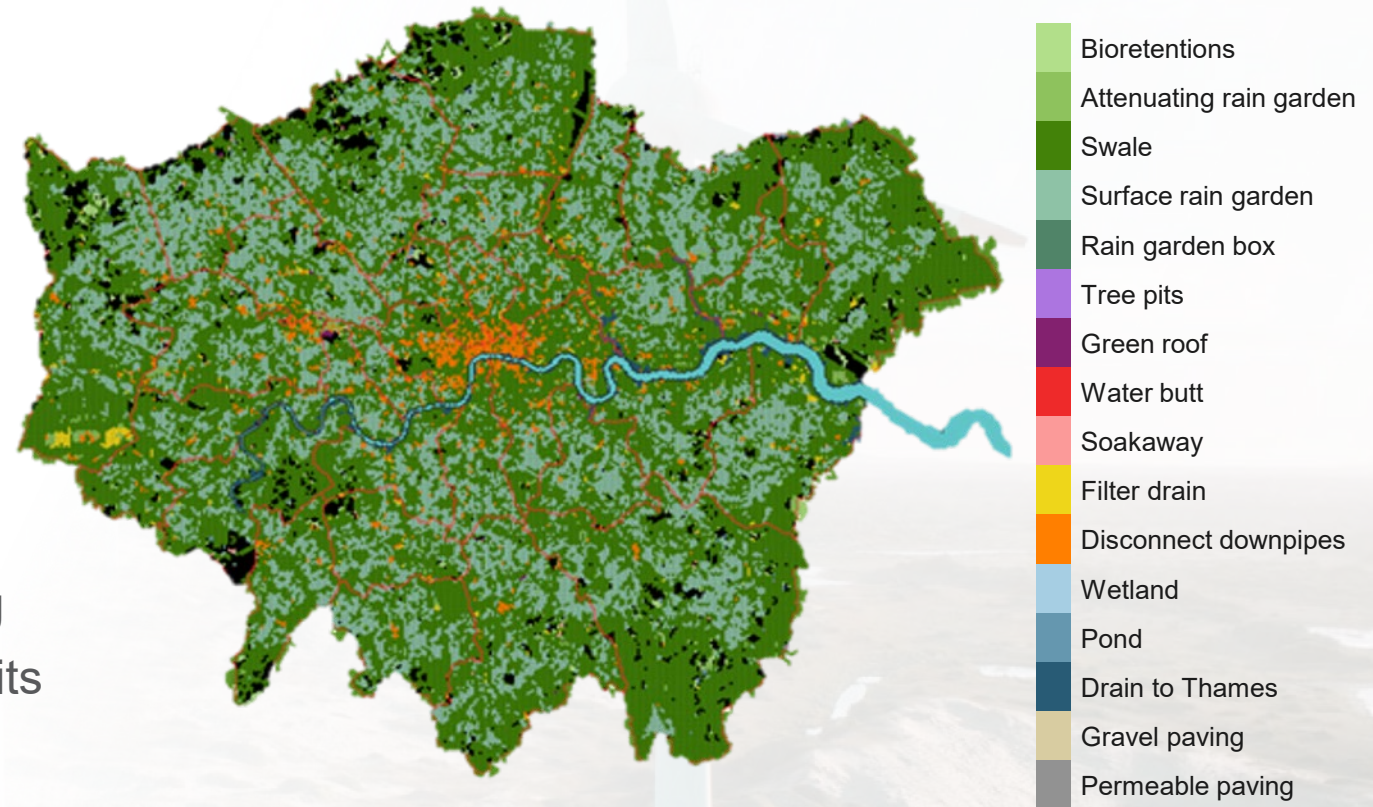 Bioretentions
Attenuating rain garden
Swale
Surface rain garden
Rain garden box
Tree pits
Green roof
Water butt
Soakaway
Filter drain
Disconnect downpipes
Wetland
Pond
Drain to Thames
Gravel paving
Permeable paving
g
its